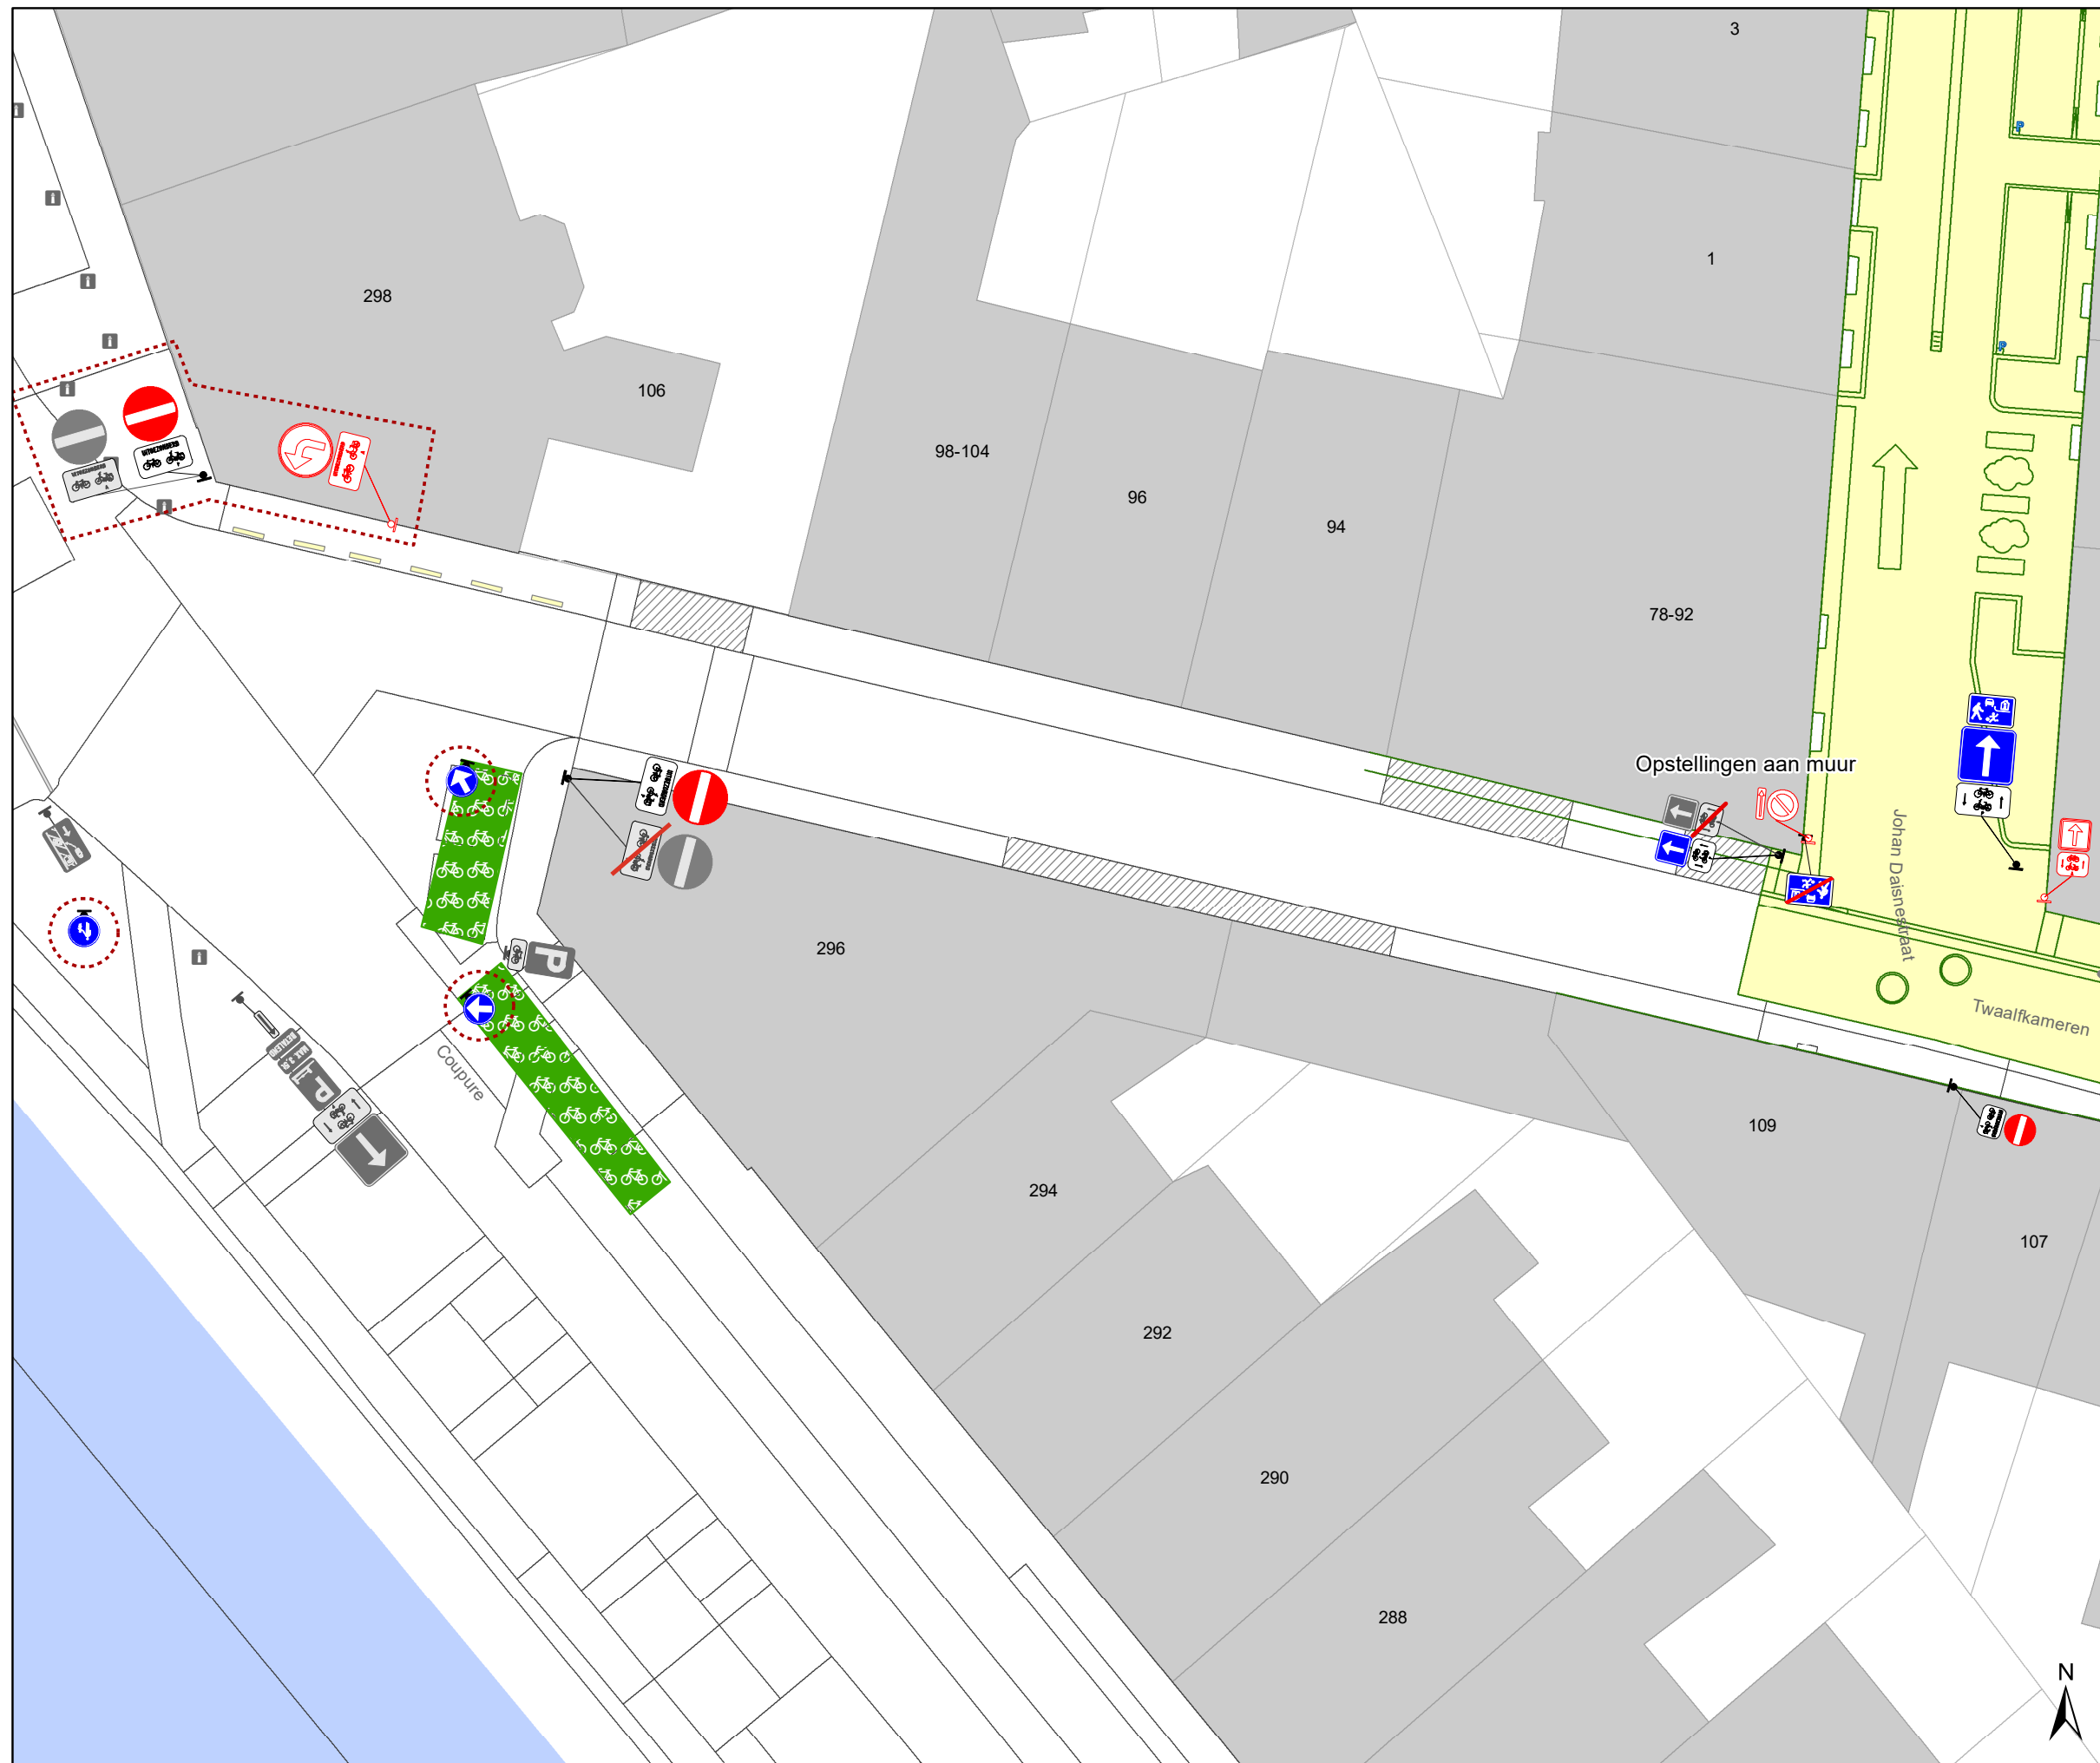 3
1
298
106
98-104
96
94
78-92
UITGEZONDERD
P
Opstellingen aan muur
Johan Daisnestraat
Twaalfkameren
296
P
Coupure
P
109
107
294
292
290
288
N